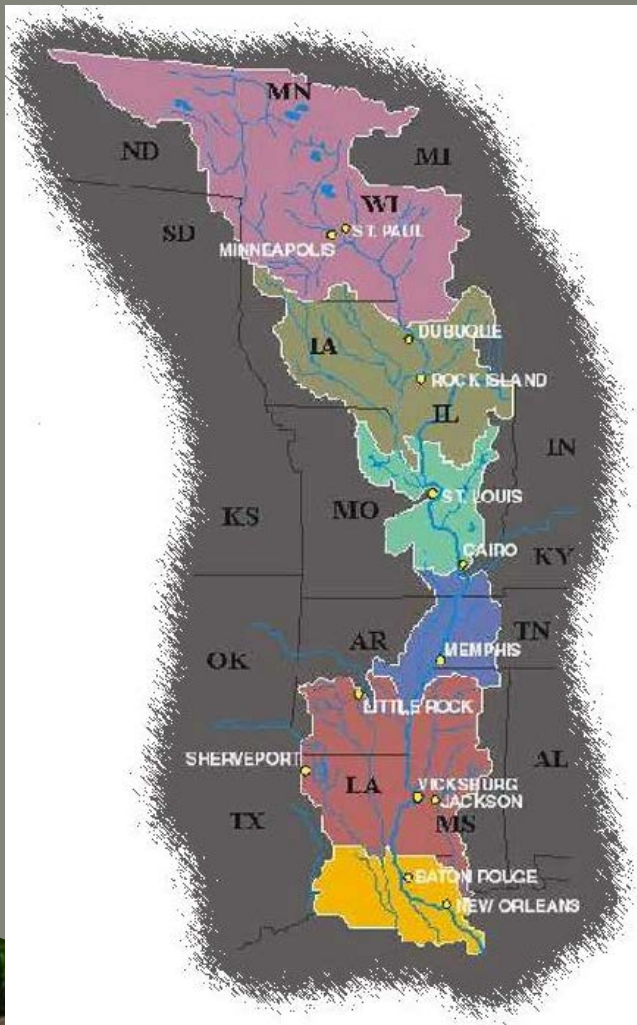 MN
ND
MI
WI
SD
ST. PAUL
MINNEAPOLIS
DUBUQUE
IA
ROCK ISLAND
IL
IN
ST. LOUIS
MO
KS
CAIRO
KY
TN
AR
OK
MEMPHIS
LITTLE ROCK
SHERVEPORT
AL
LA
VICKSBURG
JACKSON
TX
MS
BATON ROUGE
NEW ORLEANS